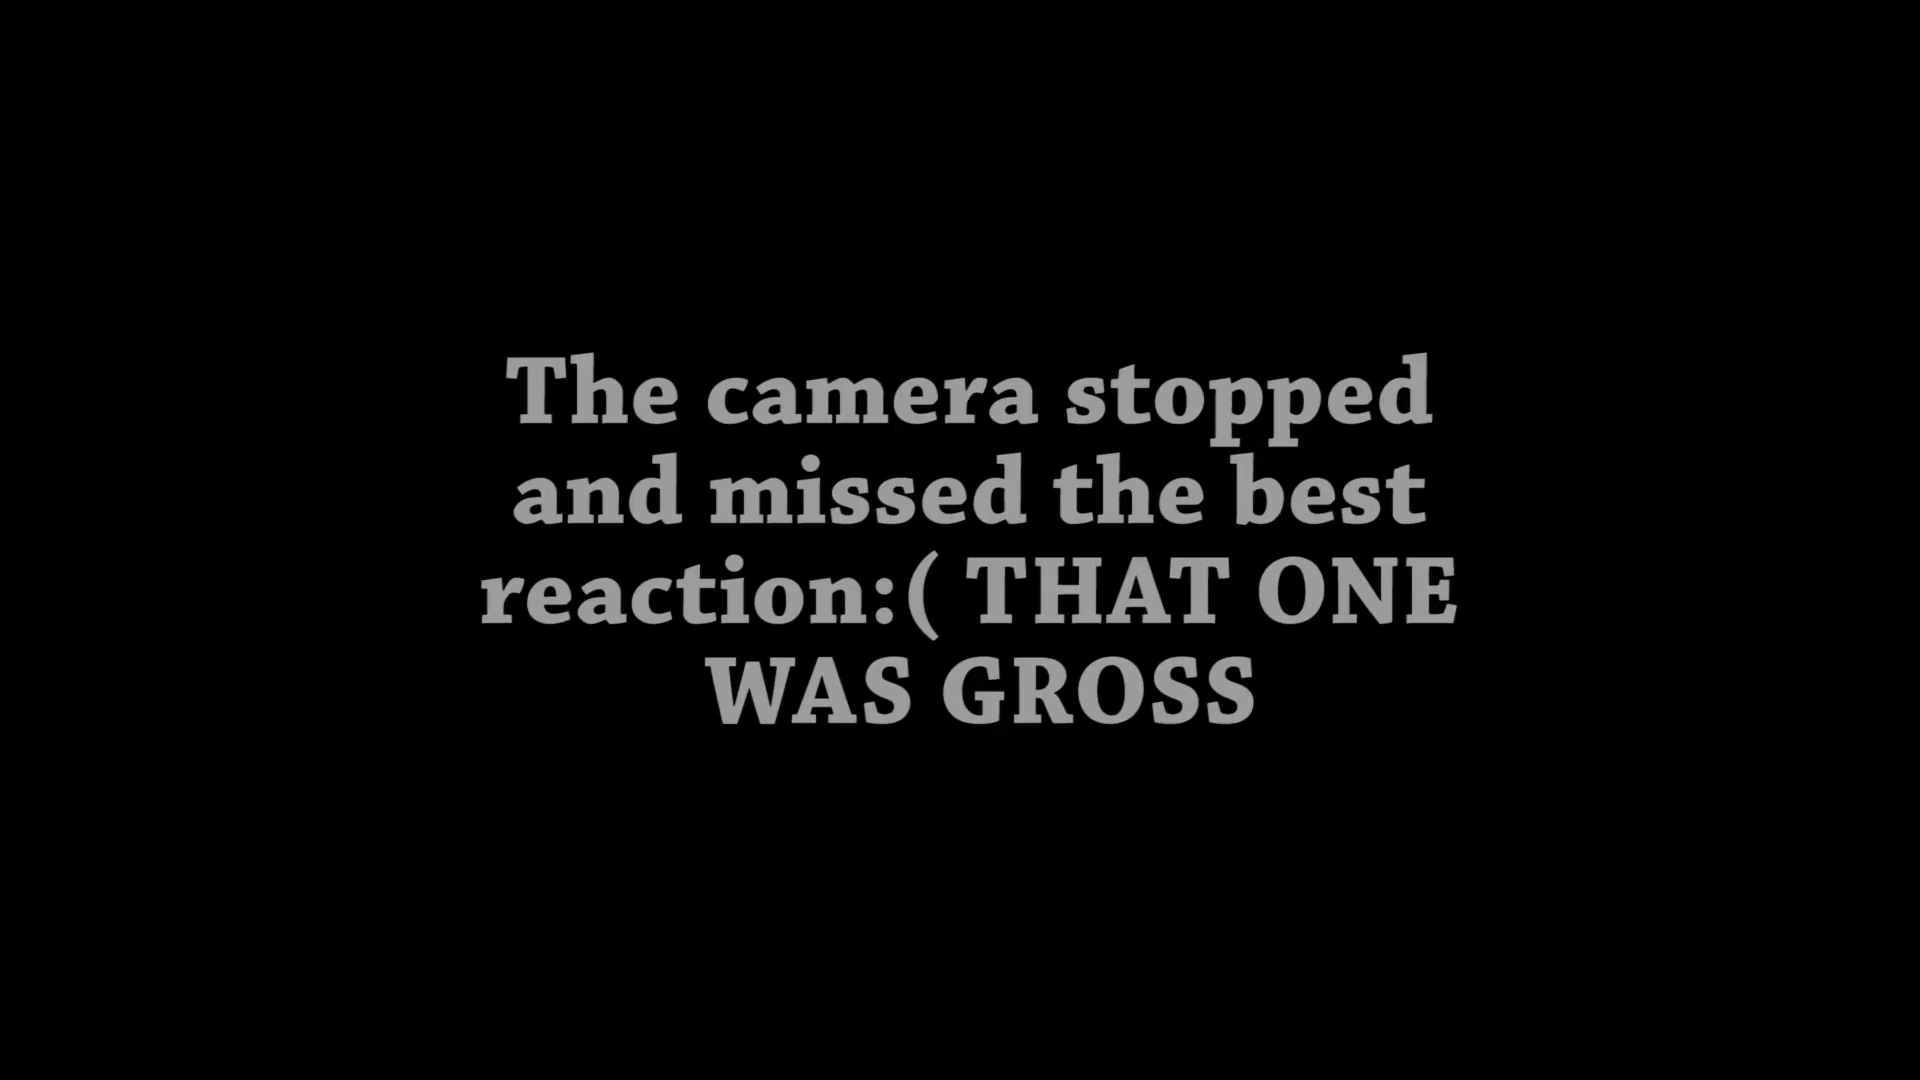 The camera stopped
and missed the best
reaction:( THAT ONE
WAS GROSS